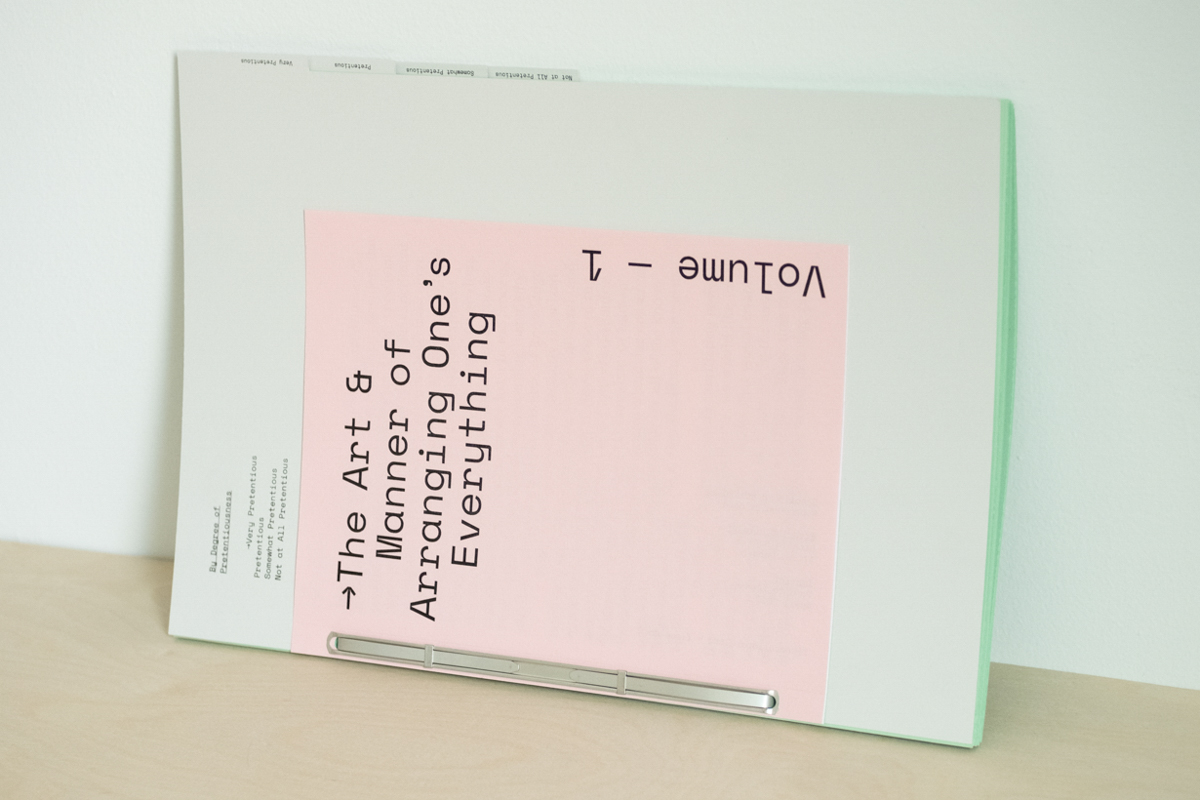 →The Art &
Manner of
Arranging One’s
Everything
Volume – 1
By Degree of
Pretentiousness
→Very Pretentious
Pretentious
Somewhat Pretentious
Not at All Pretentious
Very Pretentious
Pretentious
Somewhat Pretentious
Not at All Pretentious